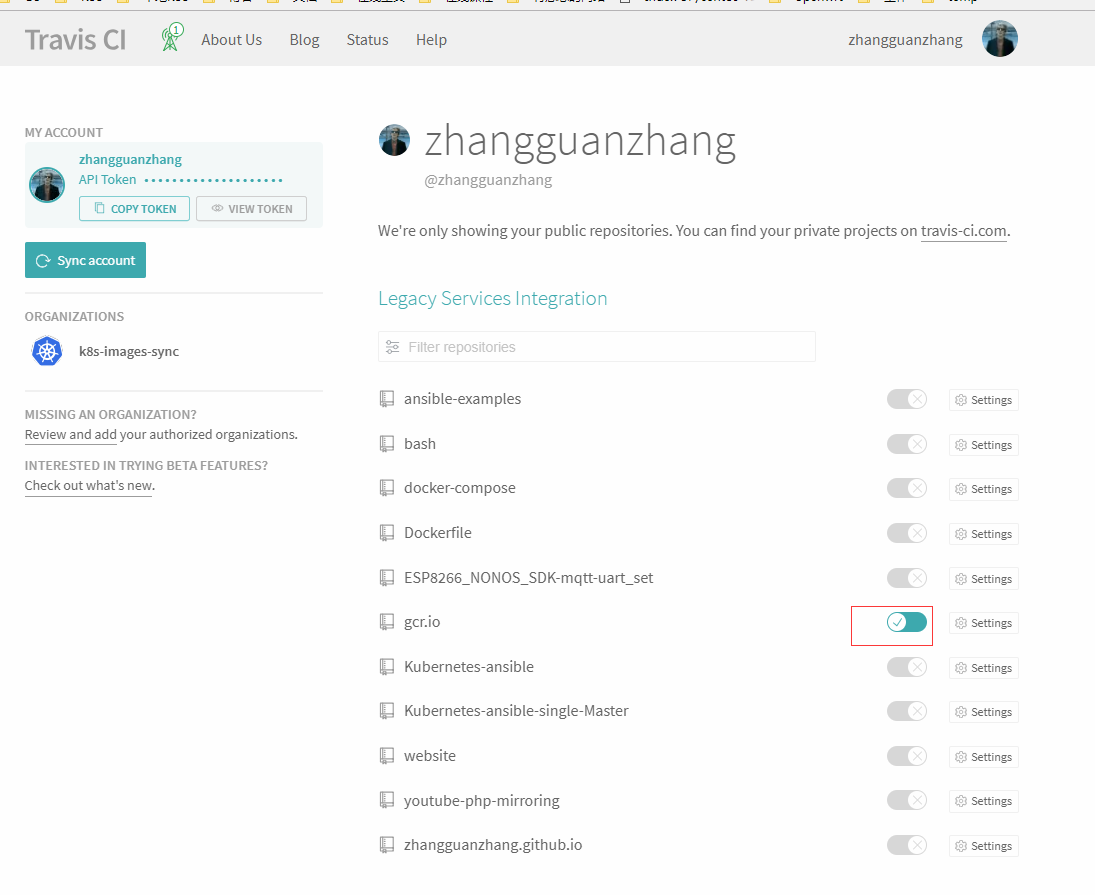 Travis CI
1
About Us
Blog
Status
Help
zhangguanzhang
MY ACCOUNT
zhangguanzhang
API Token
COPY TOKEN
VIEW TOKEN
Sync account
ORGANIZATIONS
k8s-images-sync
MISSING AN ORGANIZATION?
Review and add your authorized organizations.
INTERESTED IN TRYING BETA FEATURES?
Check out what's new.
zhangguanzhang
@zhangguanzhang
We're only showing your public repositories. You can find your private projects on travis-ci.com.
Legacy Services Integration
Filter repositories
ansible-examples
Settings
bash
Settings
docker-compose
Settings
Dockerfile
Settings
ESP8266_NONOS_SDK-mqtt-uart_set
Settings
gcr.io
Settings
Kubernetes-ansible
Settings
Kubernetes-ansible-single-Master
Settings
website
Settings
youtube-php-mirroring
Settings
zhangguanzhang.github.io
Settings